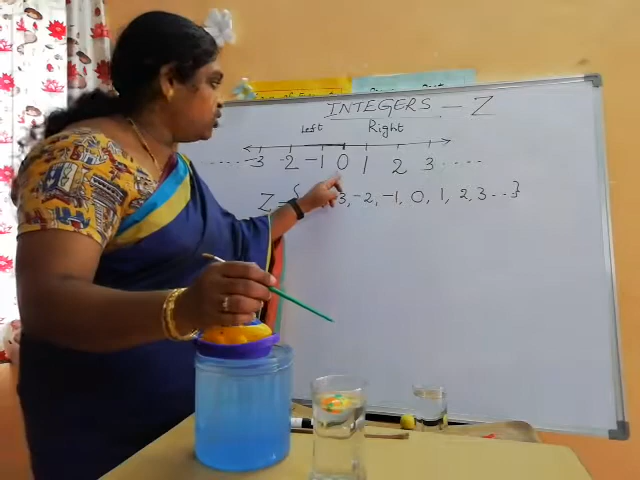 INTEGERS — Z
Left Right
.....-3 -2 -1 0 1 2 3 ....
Z = { 3, -2, -1, 0, 1, 2, 3 ...}